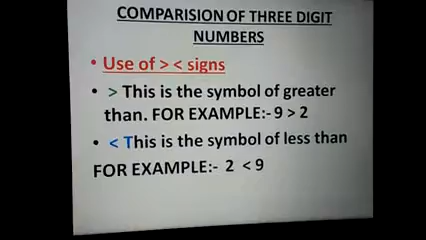 COMPARISION OF THREE DIGIT
NUMBERS
• Use of > < signs
• > This is the symbol of greater
than. FOR EXAMPLE:- 9 > 2
• < This is the symbol of less than
FOR EXAMPLE:- 2 < 9